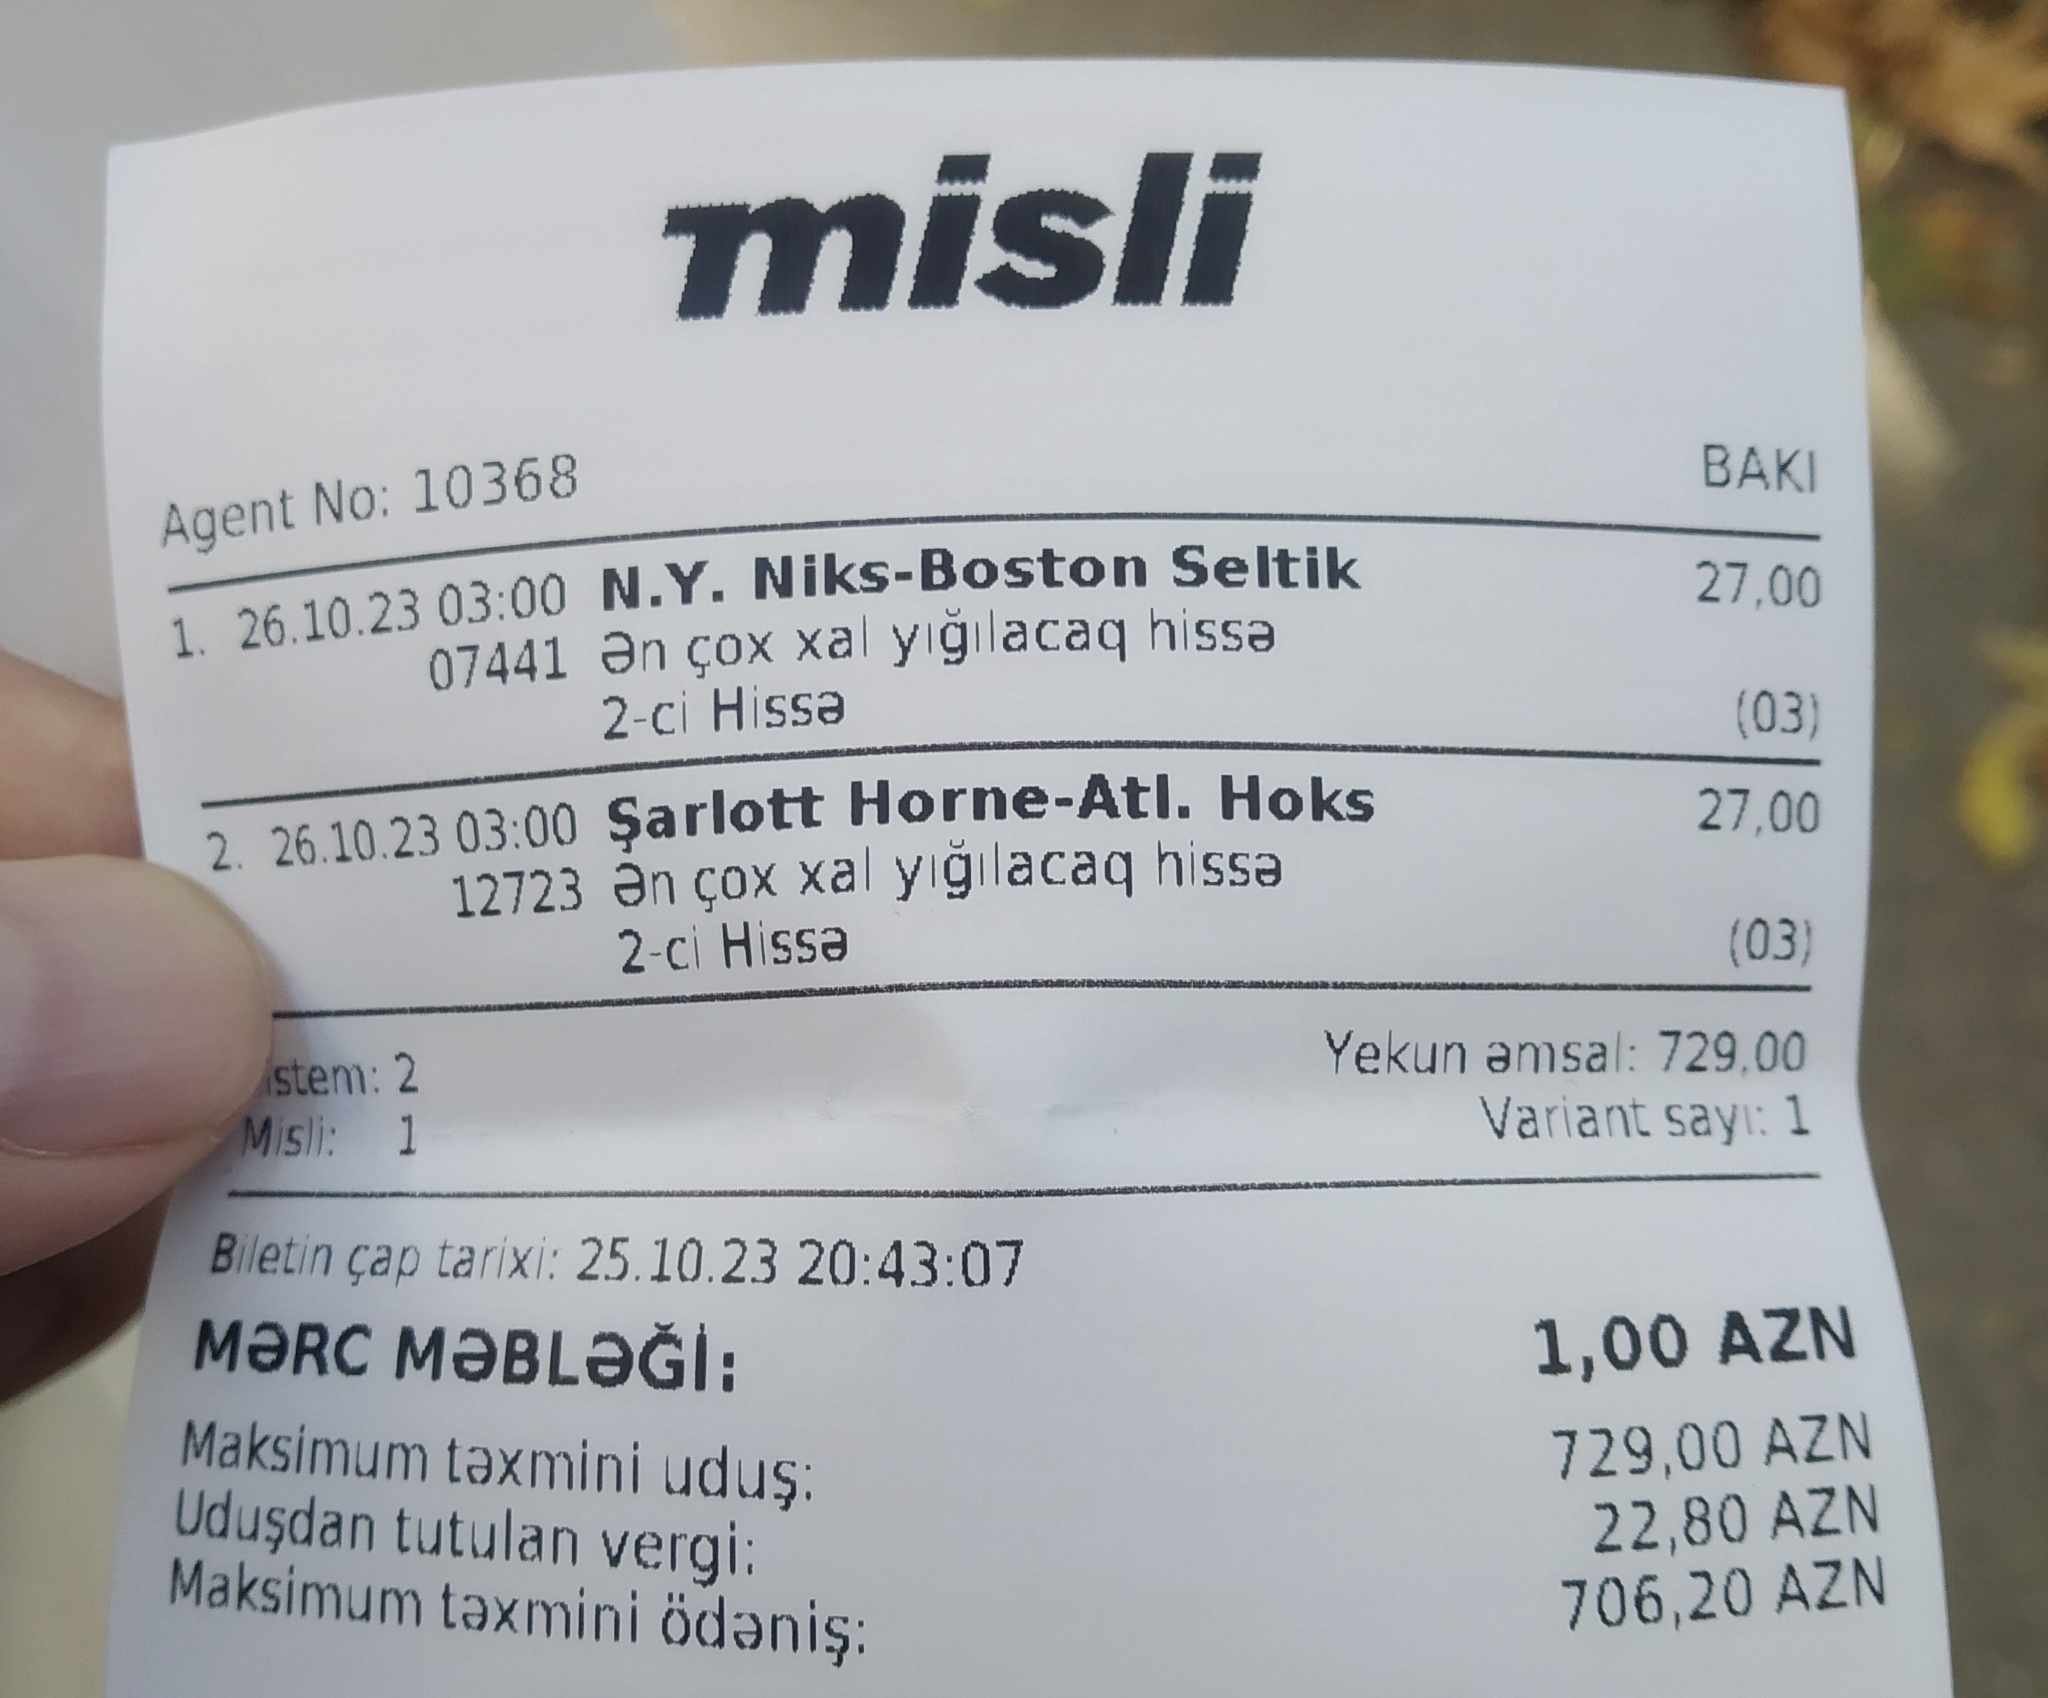 misli
Agent No: 10368 BAKI
1. 26.10.23 03:00 N.Y. Niks-Boston Seltik 27,00
07441 Ən çox xal yığılacaq hissə
2-ci Hissə (03)
2. 26.10.23 03:00 Şarlott Horne-Atl. Hoks 27,00
12723 Ən çox xal yığılacaq hissə
2-ci Hissə (03)
istem: 2 Yekun əmsal: 729,00
Misli: 1 Variant sayı: 1
Biletin çap tarixi: 25.10.23 20:43:07
MƏRC MƏBLƏĞİ: 1,00 AZN
Maksimum təxmini uduş: 729,00 AZN
Uduşdan tutulan vergi: 22,80 AZN
Maksimum təxmini ödəniş: 706,20 AZN